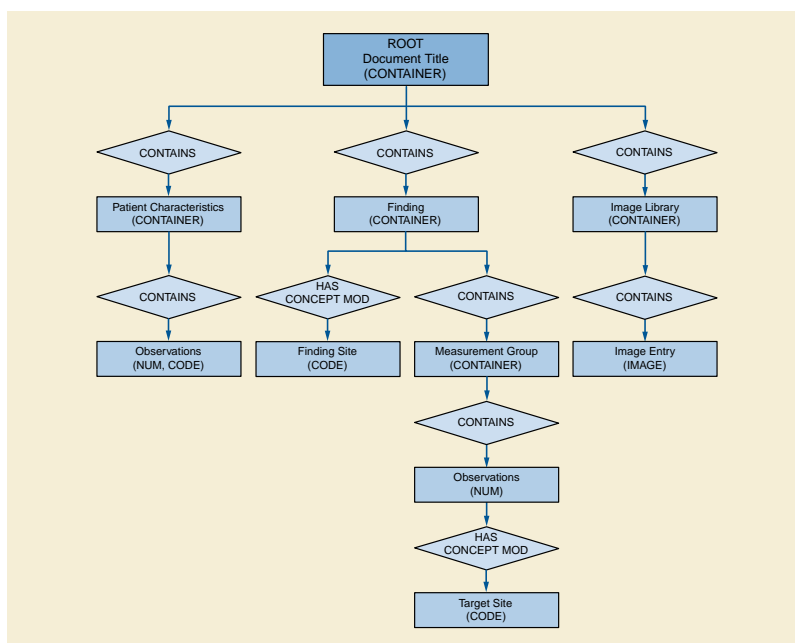 ROOT
Document Title
(CONTAINER)
CONTAINS
CONTAINS
CONTAINS
Patient Characteristics
(CONTAINER)
Finding
(CONTAINER)
Image Library
(CONTAINER)
CONTAINS
HAS
CONCEPT MOD
CONTAINS
CONTAINS
Observations
(NUM, CODE)
Finding Site
(CODE)
Measurement Group
(CONTAINER)
Image Entry
(IMAGE)
CONTAINS
Observations
(NUM)
HAS
CONCEPT MOD
Target Site
(CODE)